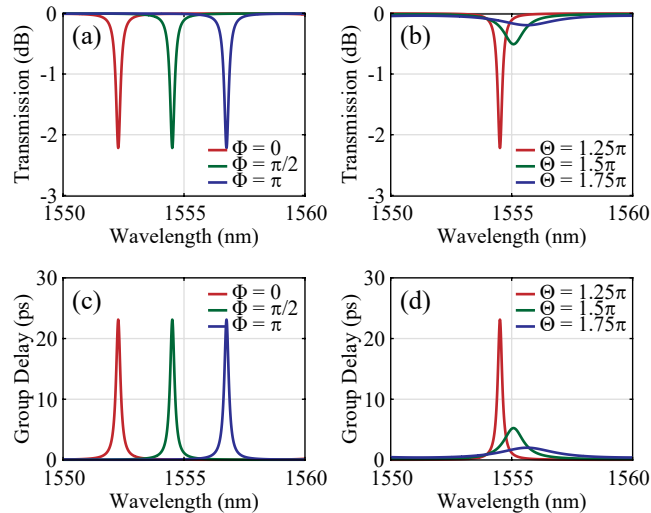 (a)
Transmission (dB)
0
-1
-2
-3
Φ = 0
Φ = π/2
Φ = π
1550
1555
1560
Wavelength (nm)
(b)
Transmission (dB)
0
-1
-2
-3
Θ = 1.25π
Θ = 1.5π
Θ = 1.75π
1550
1555
1560
Wavelength (nm)
(c)
Group Delay (ps)
30
20
10
0
Φ = 0
Φ = π/2
Φ = π
1550
1555
1560
Wavelength (nm)
(d)
Group Delay (ps)
30
20
10
0
Θ = 1.25π
Θ = 1.5π
Θ = 1.75π
1550
1555
1560
Wavelength (nm)